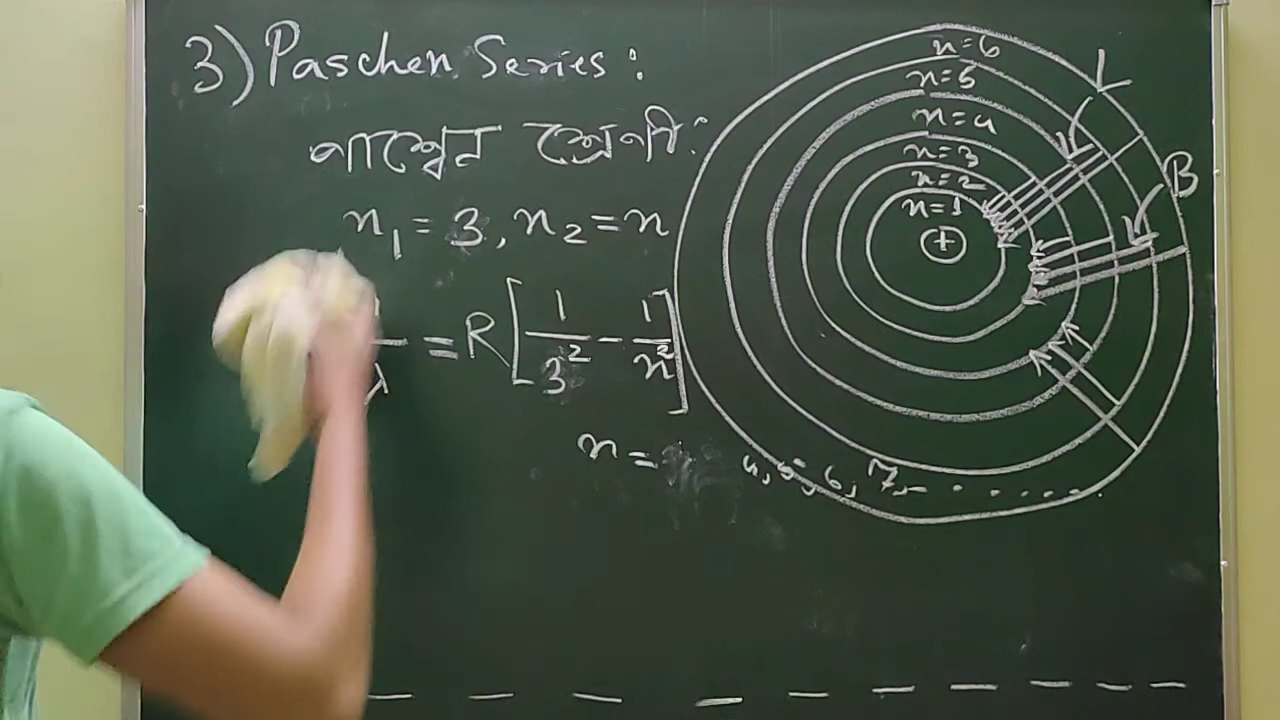 3) Paschen Series:
পাশ্বেন শ্রেণী:
n₁ = 3, n₂ = n
1/λ = R[1/3² - 1/n²]
n = 4, 5, 6, 7, - . . . . . .
n=6
n=5
n=4
n=3
n=2
n=1
+
L
B